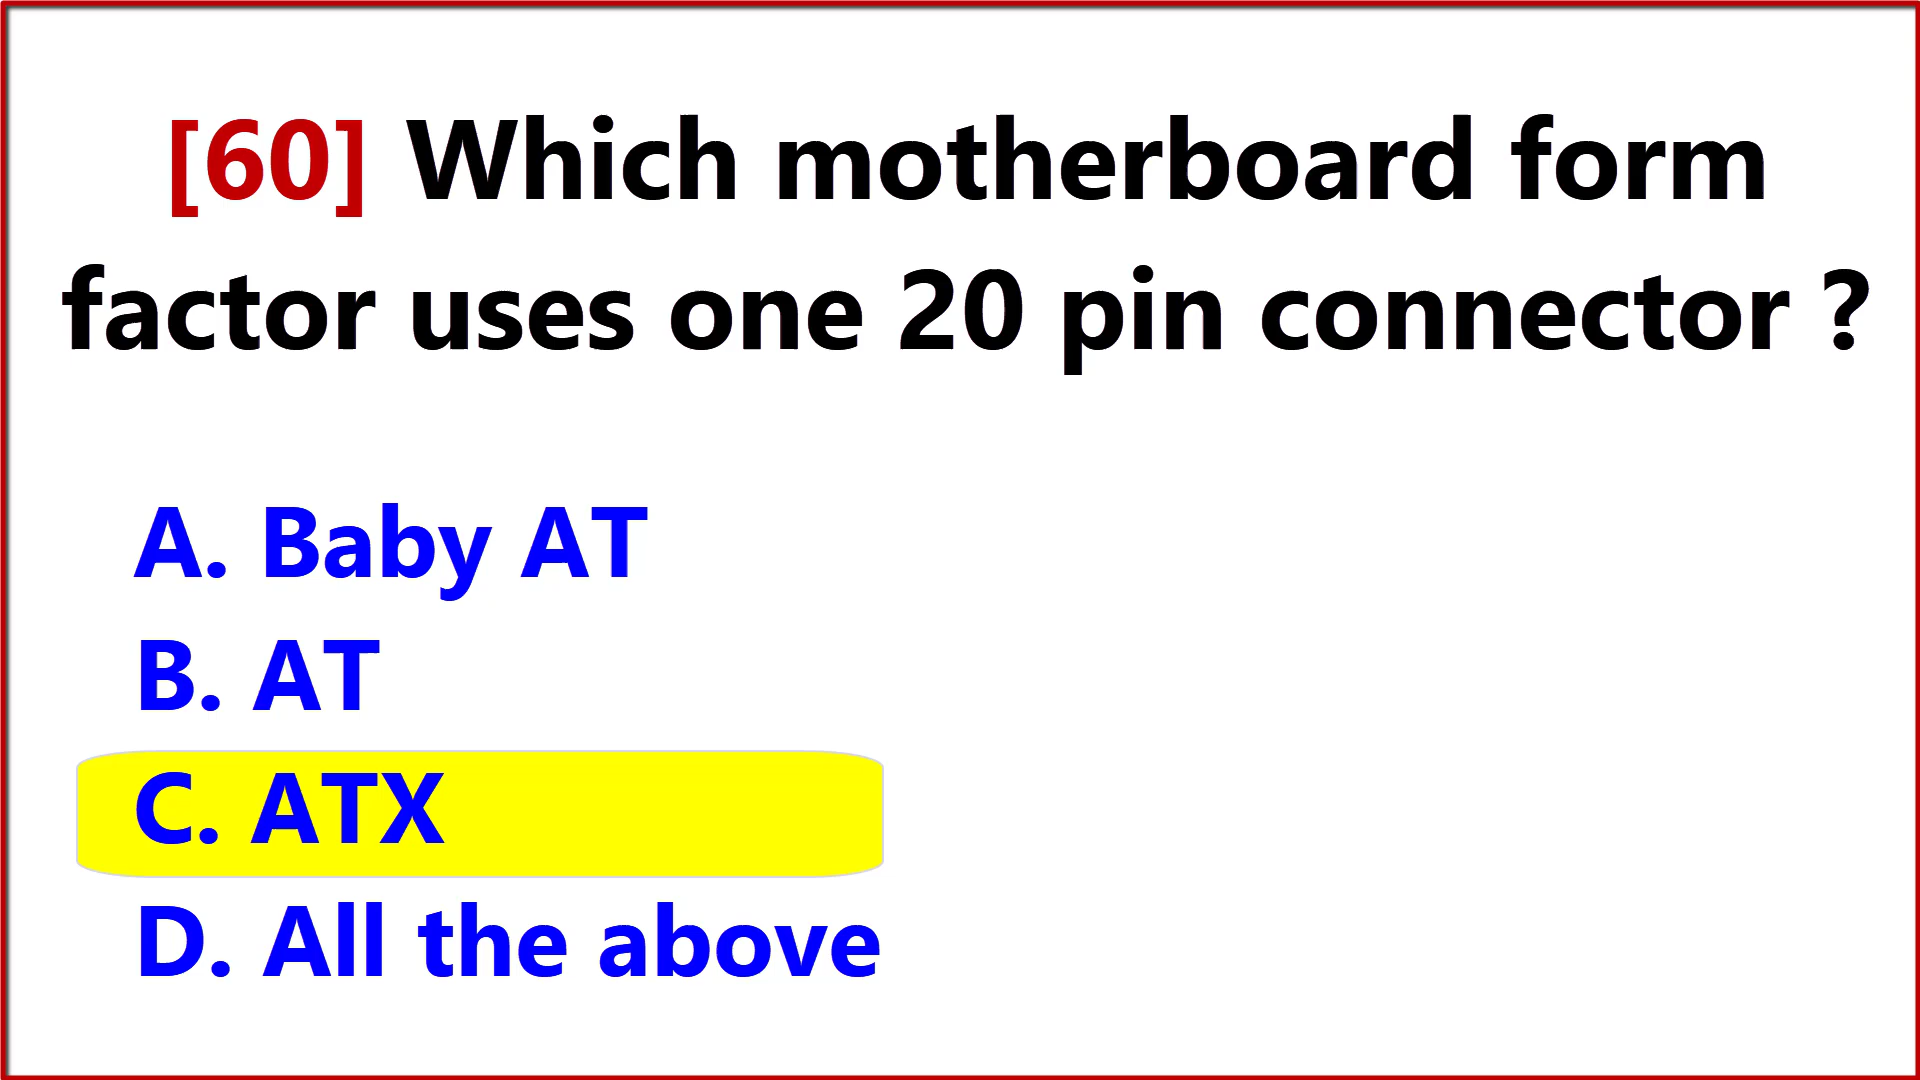 [60] Which motherboard form
factor uses one 20 pin connector ?
A. Baby AT
B. AT
C. ATX
D. All the above